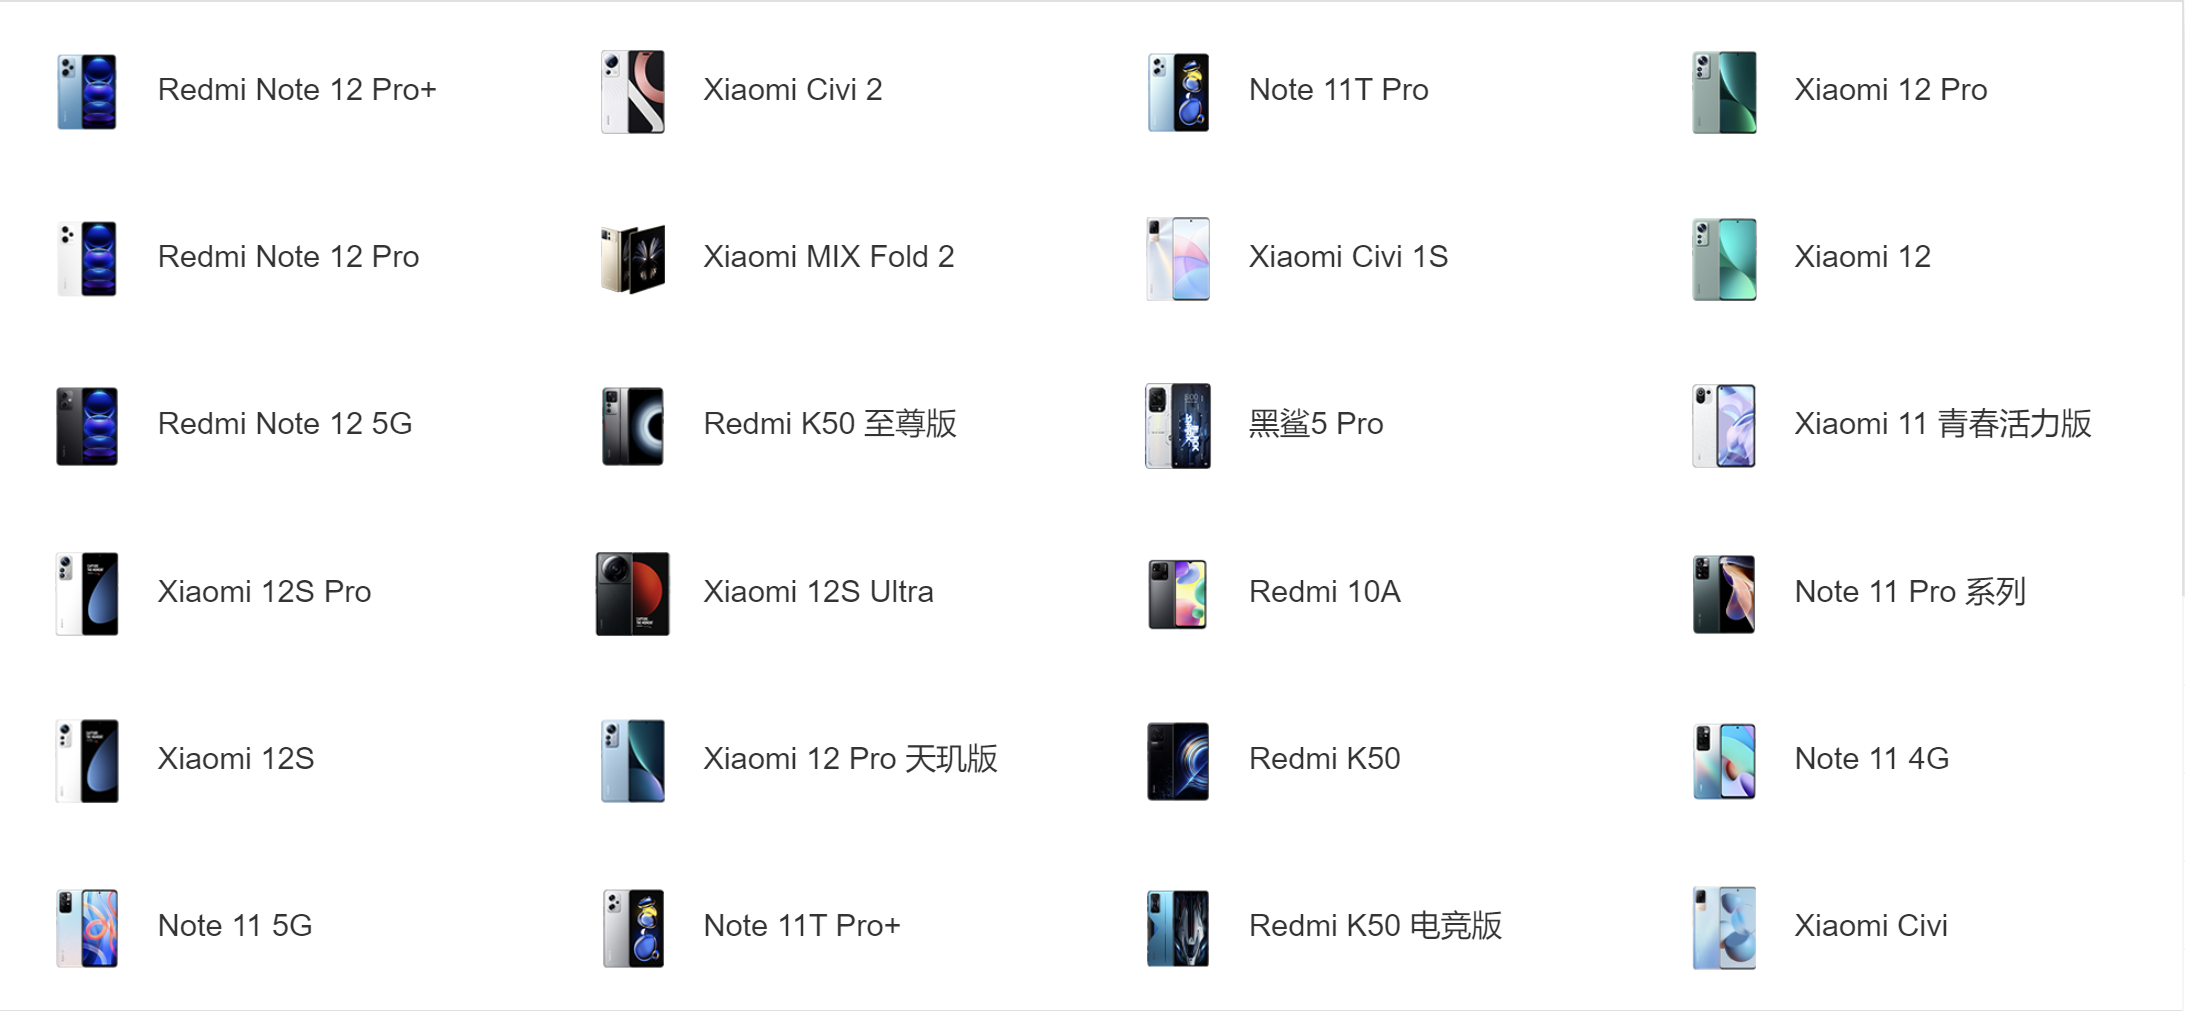 Redmi Note 12 Pro+
Xiaomi Civi 2
Note 11T Pro
Xiaomi 12 Pro
Redmi Note 12 Pro
Xiaomi MIX Fold 2
Xiaomi Civi 1S
Xiaomi 12
Redmi Note 12 5G
Redmi K50 至尊版
黑鲨5 Pro
Xiaomi 11 青春活力版
Xiaomi 12S Pro
Xiaomi 12S Ultra
Redmi 10A
Note 11 Pro 系列
Xiaomi 12S
Xiaomi 12 Pro 天玑版
Redmi K50
Note 11 4G
Note 11 5G
Note 11T Pro+
Redmi K50 电竞版
Xiaomi Civi